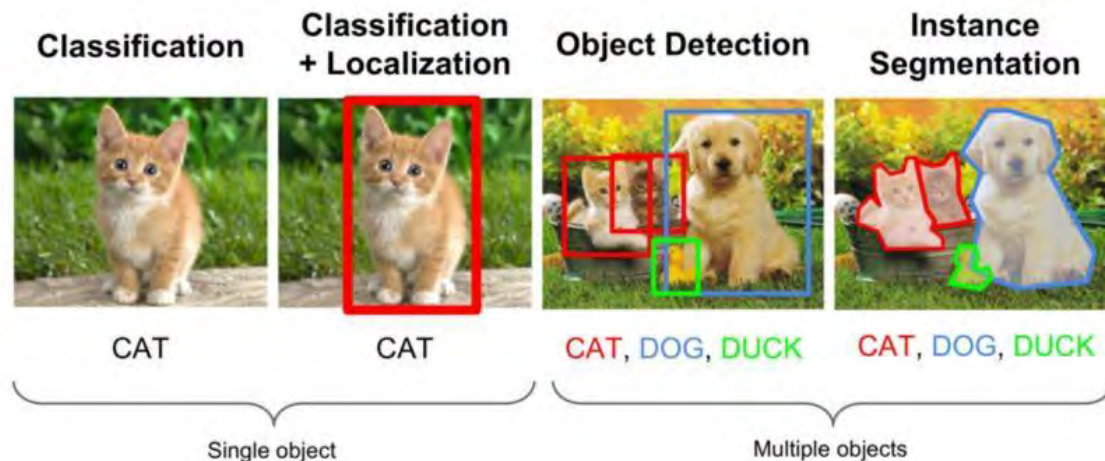 Classification
Classification
+ Localization
Object Detection
Instance
Segmentation
CAT
CAT
CAT, DOG, DUCK
CAT, DOG, DUCK
Single object
Multiple objects